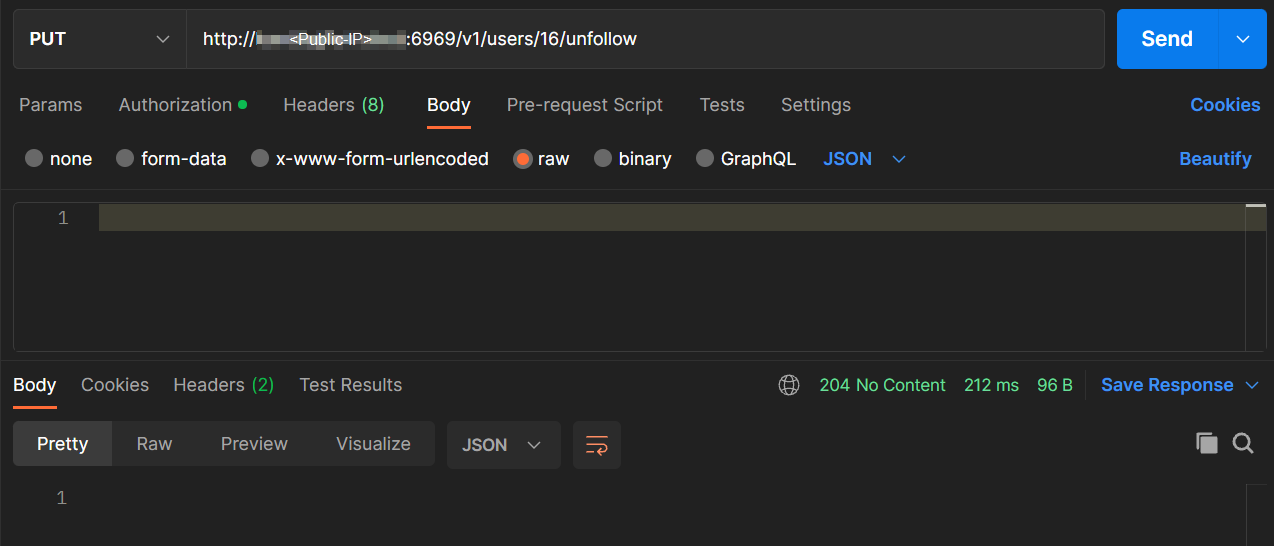 PUT http://<Public-IP>:6969/v1/users/16/unfollow Send
Params Authorization Headers (8) Body Pre-request Script Tests Settings Cookies
none form-data x-www-form-urlencoded raw binary GraphQL JSON Beautify
1
Body Cookies Headers (2) Test Results 204 No Content 212 ms 96 B Save Response
Pretty Raw Preview Visualize JSON
1